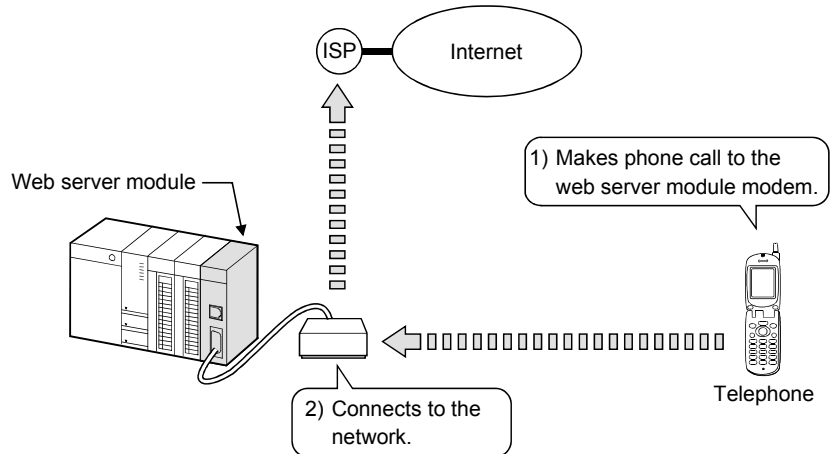 ISP
Internet
1) Makes phone call to the
web server module modem.
Web server module
Telephone
2) Connects to the
network.